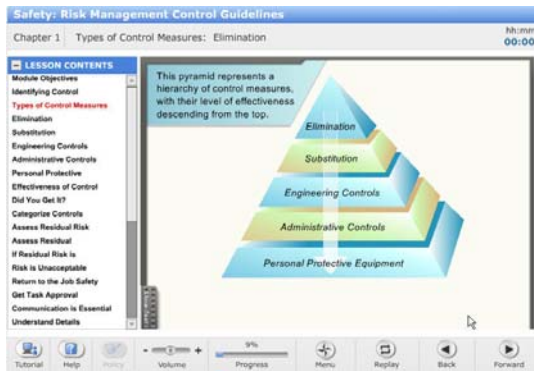 Safety: Risk Management Control Guidelines
Chapter 1 Types of Control Measures: Elimination
hh:mm
00:00
LESSON CONTENTS
Module Objectives
Identifying Control
Types of Control Measures
Elimination
Substitution
Engineering Controls
Administrative Controls
Personal Protective
Effectiveness of Control
Did You Get It?
Categorize Controls
Assess Residual Risk
Assess Residual
If Residual Risk is
Risk is Unacceptable
Return to the Job Safety
Get Task Approval
Communication is Essential
Understand Details
This pyramid represents a
hierarchy of control measures,
with their level of effectiveness
descending from the top.
Elimination
Substitution
Engineering Controls
Administrative Controls
Personal Protective Equipment
Tutorial
Help
Policy
- +
Volume
9%
Progress
Menu
Replay
Back
Forward